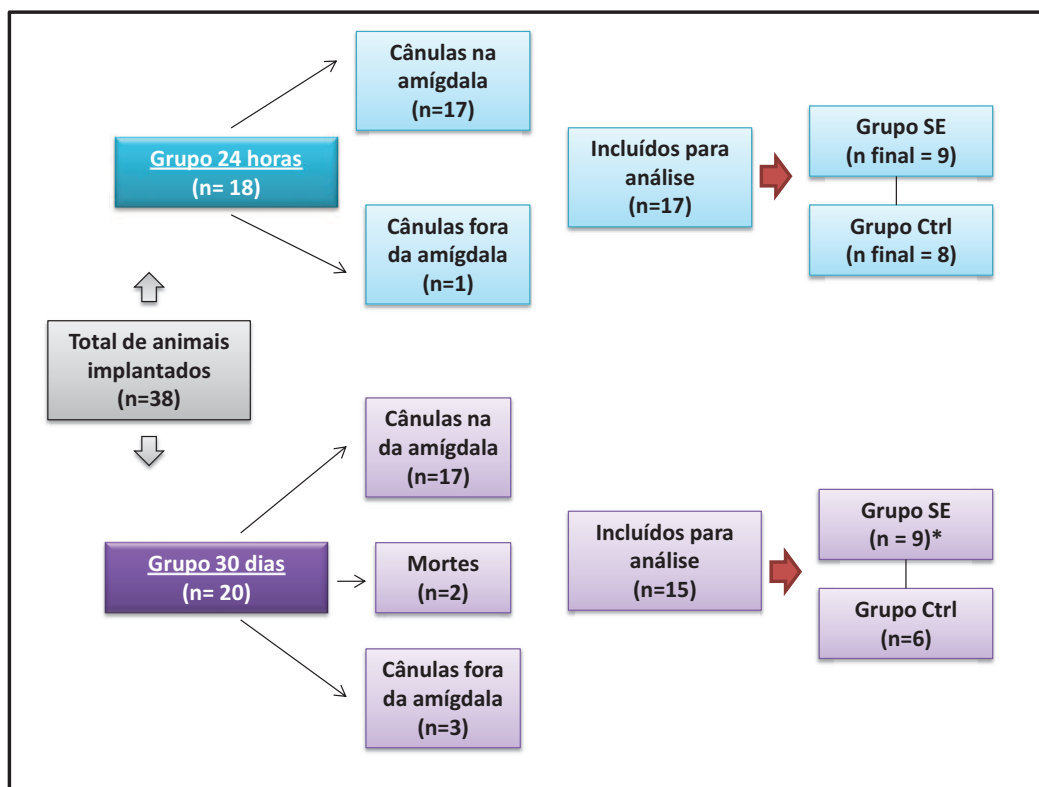 Cânulas na
amígdala
(n=17)
Grupo 24 horas
(n= 18)
Cânulas fora
da amígdala
(n=1)
Incluídos para
análise
(n=17)
Grupo SE
(n final = 9)
Grupo Ctrl
(n final = 8)
Total de animais
implantados
(n=38)
Cânulas na
da amígdala
(n=17)
Grupo 30 dias
(n= 20)
Mortes
(n=2)
Cânulas fora
da amígdala
(n=3)
Incluídos para
análise
(n=15)
Grupo SE
(n = 9)*
Grupo Ctrl
(n=6)